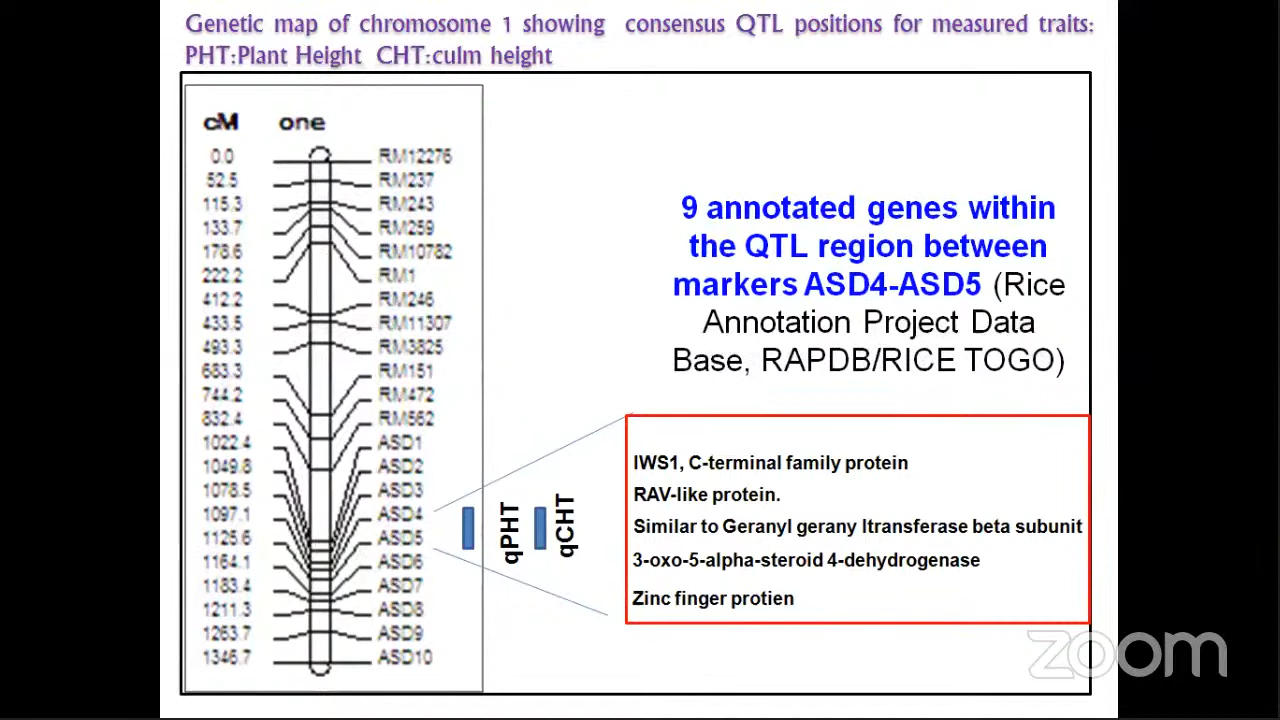 Genetic map of chromosome 1 showing consensus QTL positions for measured traits:
PHT:Plant Height CHT:culm height
cM one
0.0 RM12276
52.5 RM237
115.3 RM243
133.7 RM259
178.6 RM10782
222.2 RM1
412.2 RM246
433.5 RM11307
493.3 RM3825
683.3 RM151
744.2 RM472
832.4 RM562
1022.4 ASD1
1049.8 ASD2
1078.5 ASD3
1097.1 ASD4
1125.6 ASD5
1164.1 ASD6
1183.4 ASD7
1211.3 ASD8
1263.7 ASD9
1346.7 ASD10
qPHT
qCHT
9 annotated genes within
the QTL region between
markers ASD4-ASD5 (Rice
Annotation Project Data
Base, RAPDB/RICE TOGO)
IWS1, C-terminal family protein
RAV-like protein.
Similar to Geranyl gerany ltransferase beta subunit
3-oxo-5-alpha-steroid 4-dehydrogenase
Zinc finger protien
zoom